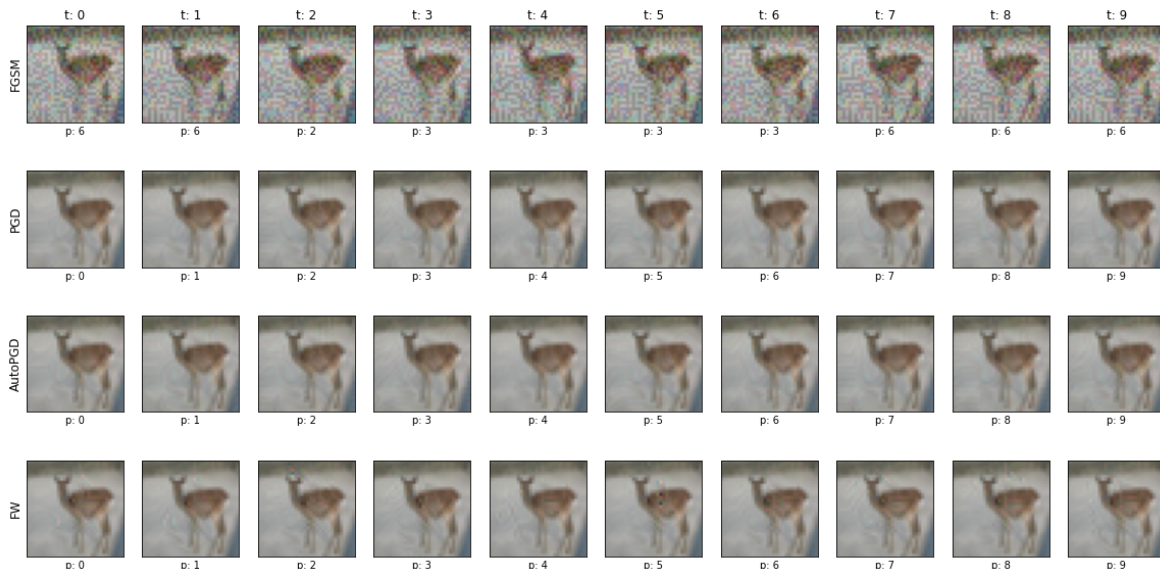 t: 0 t: 1 t: 2 t: 3 t: 4 t: 5 t: 6 t: 7 t: 8 t: 9
FGSM
p: 6 p: 6 p: 2 p: 3 p: 3 p: 3 p: 3 p: 6 p: 6 p: 6
PGD
p: 0 p: 1 p: 2 p: 3 p: 4 p: 5 p: 6 p: 7 p: 8 p: 9
AutoPGD
p: 0 p: 1 p: 2 p: 3 p: 4 p: 5 p: 6 p: 7 p: 8 p: 9
FW
p: 0 p: 1 p: 2 p: 3 p: 4 p: 5 p: 6 p: 7 p: 8 p: 9